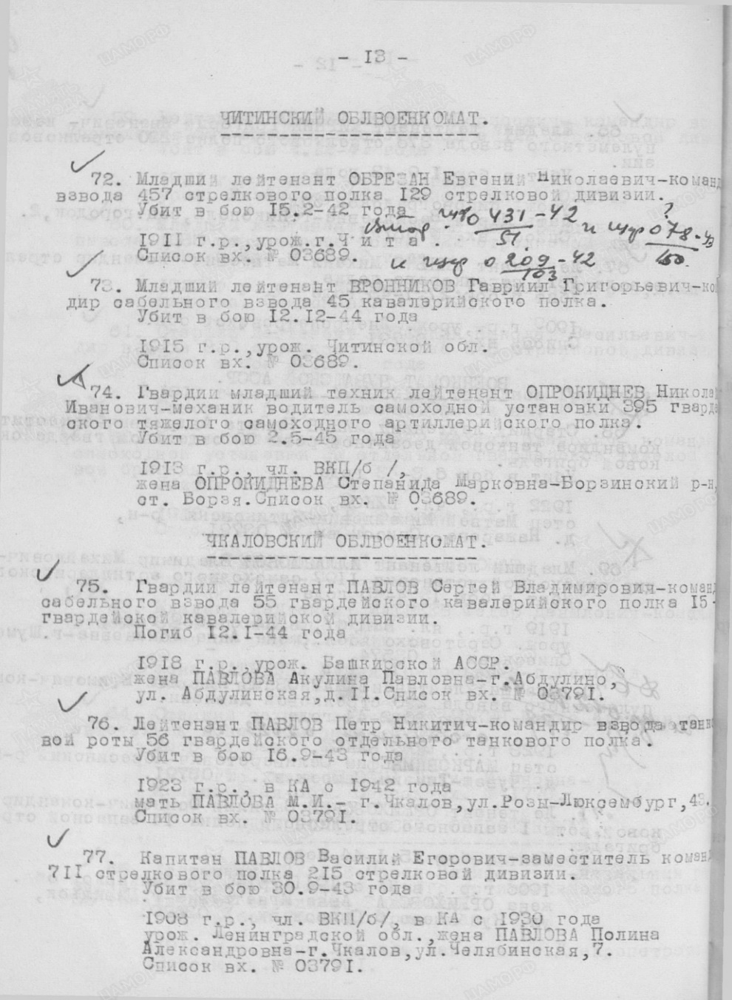 - 13 -
ЧИТИНСКИЙ ОБЛВОЕНКОМАТ.
72. Младший лейтенант ОБРЕЗАН Евгений Николаевич-команд
взвода 457 стрелкового полка 129 стрелковой дивизии.
Убит в бою 15.2-42 года
0431-42
51
?
и
078-43
150
1911 г.р.,урож.г.Ч и т а .
Список вх. № 03689.
и 0209-42
103
73. Младший лейтенант ВРОННИКОВ Гавриил Григорьевич-ко
дир сабельного взвода 45 кавалерийского полка.
Убит в бою 12.12-44 года
1915 г.р.,урож. Читинской обл.
Список вх. № 03689.
74. Гвардии младший техник лейтенант ОПРОКИДНЕВ Никола
Иванович-механик водитель самоходной установки 395 гварде
ского тяжелого самоходного артиллерийского полка.
Убит в бою 2.5-45 года
1913 г.р., чл. ВКП/б /,
жена ОПРОКИДНЕВА Степанида Марковна-Борзинский р-н,
ст. Борзя.Список вх. № 03689.
ЧКАЛОВСКИЙ ОБЛВОЕНКОМАТ.
75. Гвардии лейтенант ПАВЛОВ Сергей Владимирович-команд
сабельного взвода 55 гвардейского кавалерийского полка 15-
гвардейской кавалерийской дивизии.
Погиб 12.1-44 года
1918 г.р.,урож. Башкирской АССР.
жена ПАВЛОВА Акулина Павловна-г.Абдулино,
ул. Абдулинская,д.11.Список вх. № 03791.
76. Лейтенант ПАВЛОВ Петр Никитич-командир взвода танк
вой роты 56 гвардейского отдельного танкового полка.
Убит в бою 16.9-43 года
1923 г.р., в КА с 1942 года
мать ПАВЛОВА М.И.- г.Чкалов,ул.Розы-Люксембург,43.
Список вх. № 03791.
77. Капитан ПАВЛОВ Василий Егорович-заместитель команд
711 стрелкового полка 215 стрелковой дивизии.
Убит в бою 30.9-43 года
1908 г.р., чл. ВКП/б/, в КА с 1930 года
урож. Ленинградской обл.,жена ПАВЛОВА Полина
Александровна-г.Чкалов,ул.Челябинская,7.
Список вх. № 03791.